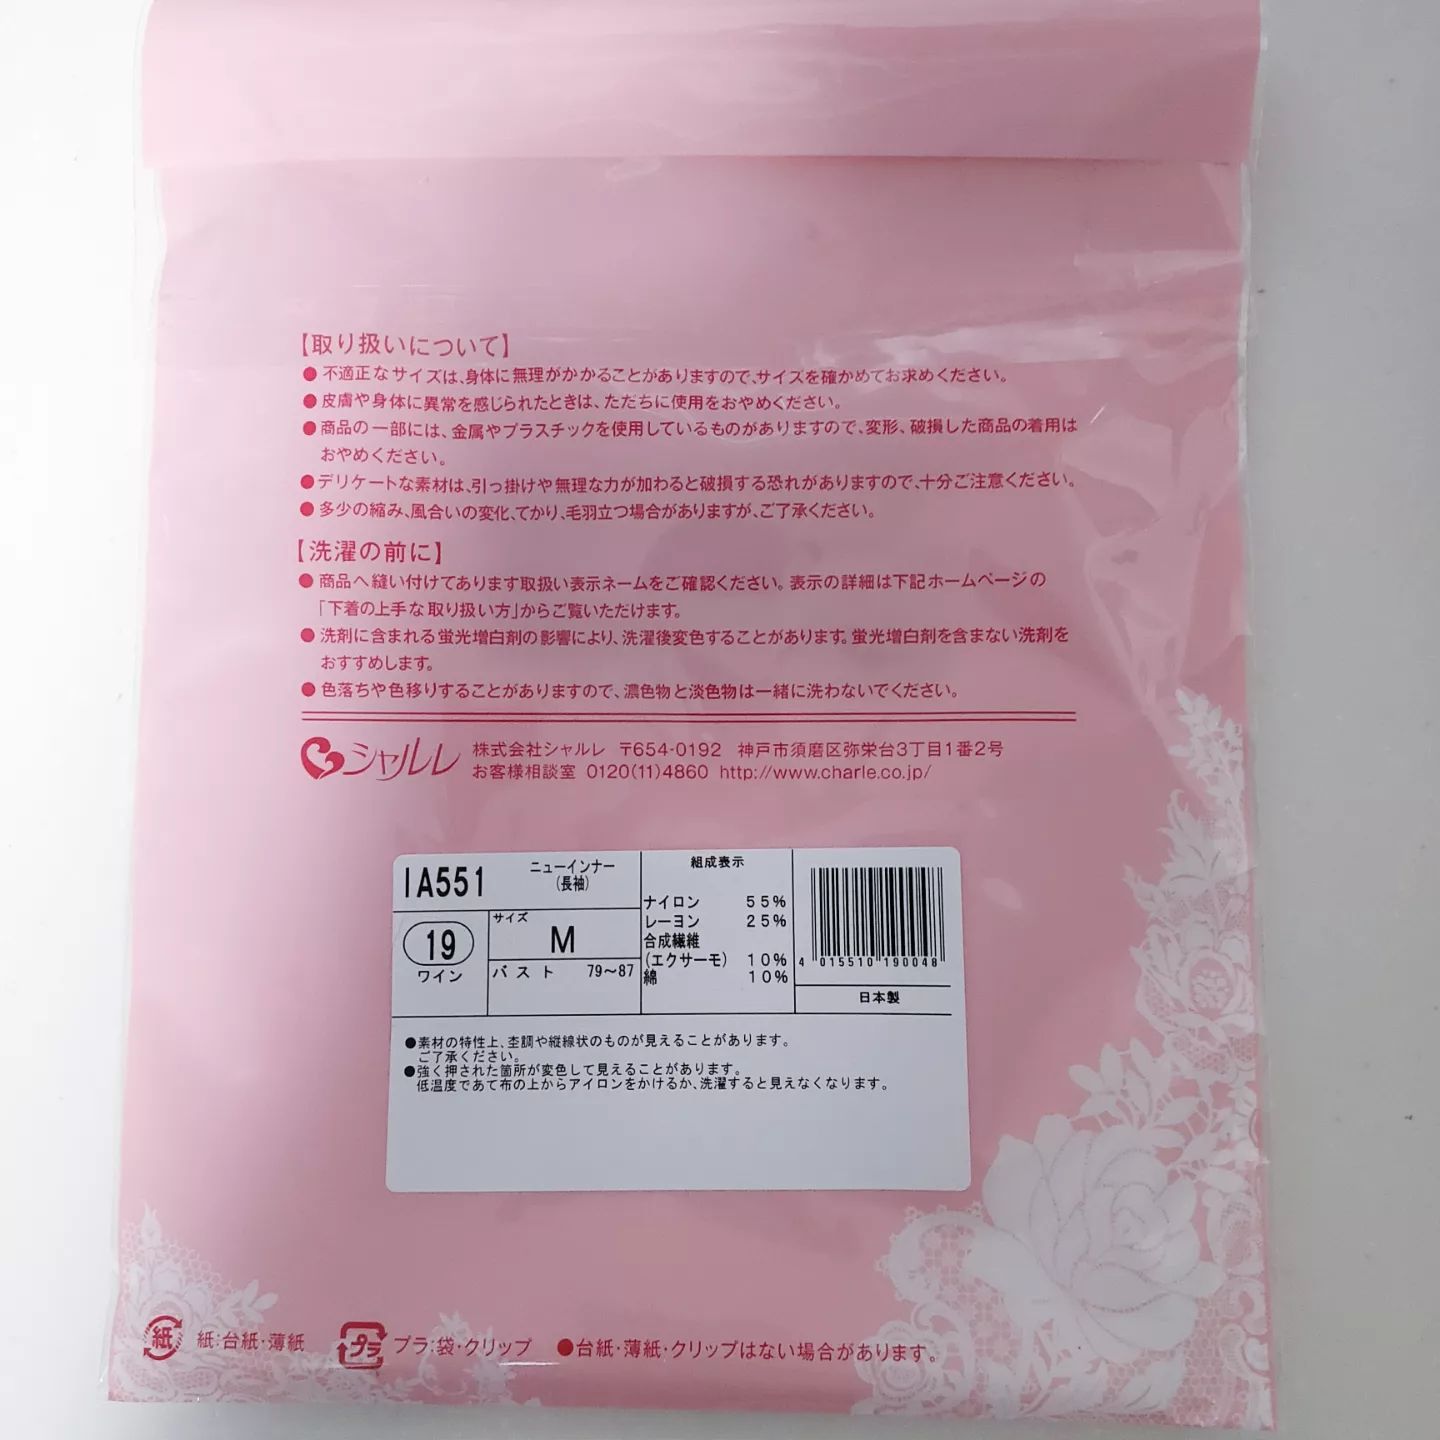 【取り扱いについて】
●不適正なサイズは、身体に無理がかかることがありますので、サイズを確かめてお求めください。
●皮膚や身体に異常を感じられたときは、ただちに使用をおやめください。
●商品の一部には、金属やプラスチックを使用しているものがありますので、変形、破損した商品の着用は
おやめください。
●デリケートな素材は、引っ掛けや無理な力が加わると破損する恐れがありますので、十分ご注意ください。
●多少の縮み、風合いの変化、てかり、毛羽立つ場合がありますが、ご了承ください。
【洗濯の前に】
●商品へ縫い付けてあります取扱い表示ネームをご確認ください。表示の詳細は下記ホームページの
「下着の上手な取り扱い方」からご覧いただけます。
●洗剤に含まれる蛍光増白剤の影響により、洗濯後変色することがあります。蛍光増白剤を含まない洗剤を
おすすめします。
●色落ちや色移りすることがありますので、濃色物と淡色物は一緒に洗わないでください。
シャルレ
株式会社シャルレ 〒654-0192 神戸市須磨区弥栄台3丁目1番2号
お客様相談室 0120(11)4860 http://www.charle.co.jp/
IA551
ニューインナー
(長袖)
19
ワイン
サイズ
M
バスト 79～87
組成表示
ナイロン 55%
レーヨン 25%
合成繊維
(エクサーモ) 10%
綿 10%
4 015510 190048
日本製
●素材の特性上、杢調や縦線状のものが見えることがあります。
ご了承ください。
●強く押された箇所が変色して見えることがあります。
低温度であて布の上からアイロンをかけるか、洗濯すると見えなくなります。
紙 紙:台紙・薄紙
プラ プラ:袋・クリップ
●台紙・薄紙・クリップはない場合があります。